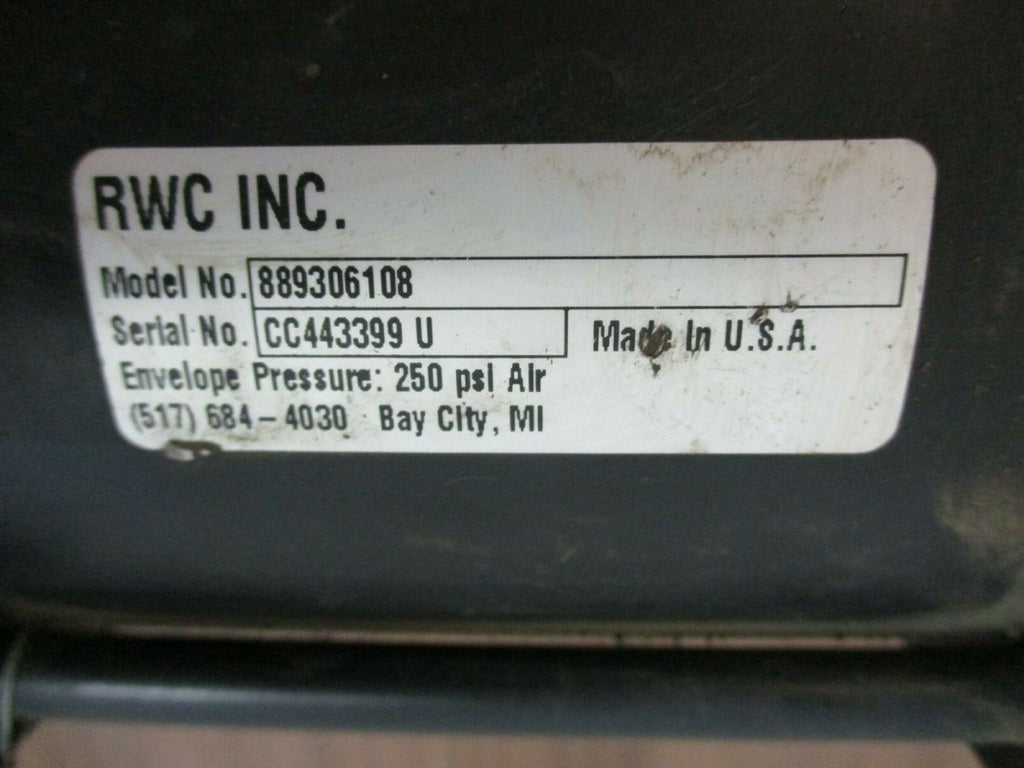 RWC INC.
Model No. 889306108
Serial No. CC443399 U Made In U.S.A.
Envelope Pressure: 250 psi Air
(517) 684-4030 Bay City, MI